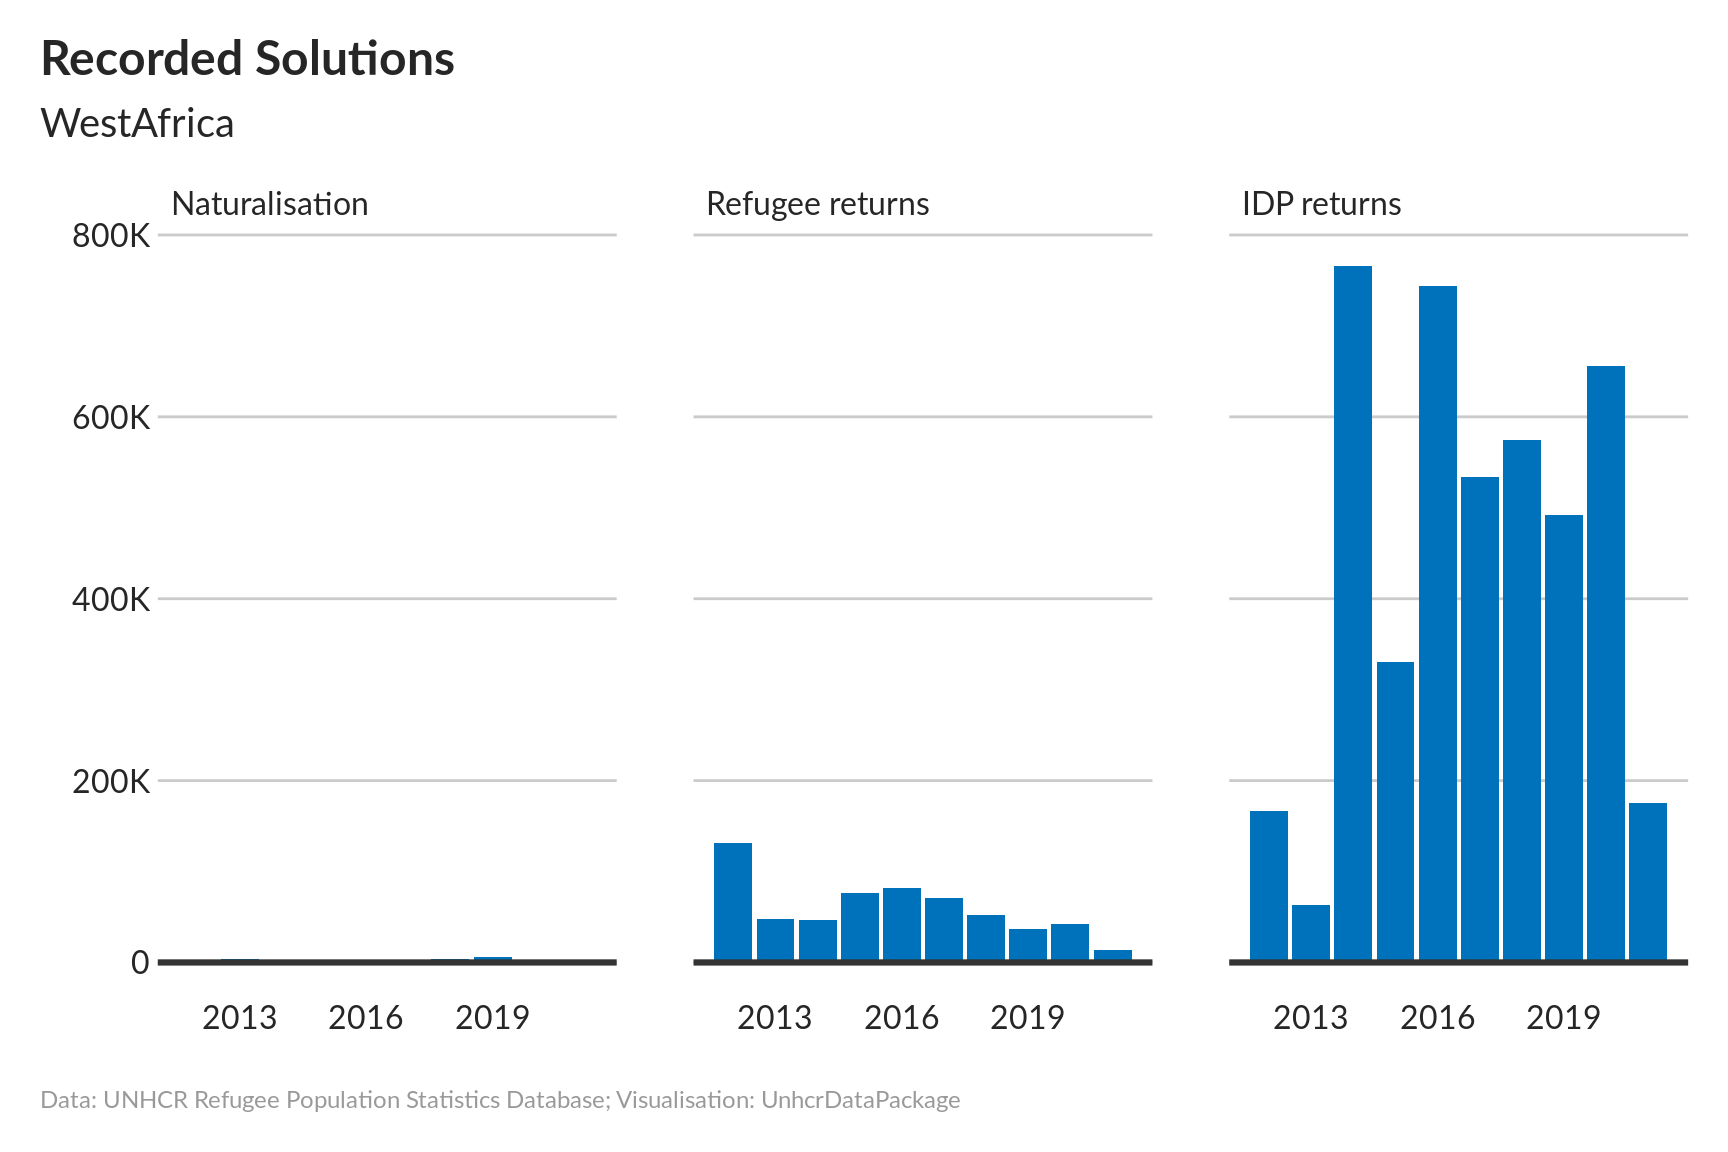 Recorded Solutions
WestAfrica
Naturalisation
Refugee returns
IDP returns
800K
600K
400K
200K
0
2013 2016 2019
2013 2016 2019
2013 2016 2019
Data: UNHCR Refugee Population Statistics Database; Visualisation: UnhcrDataPackage